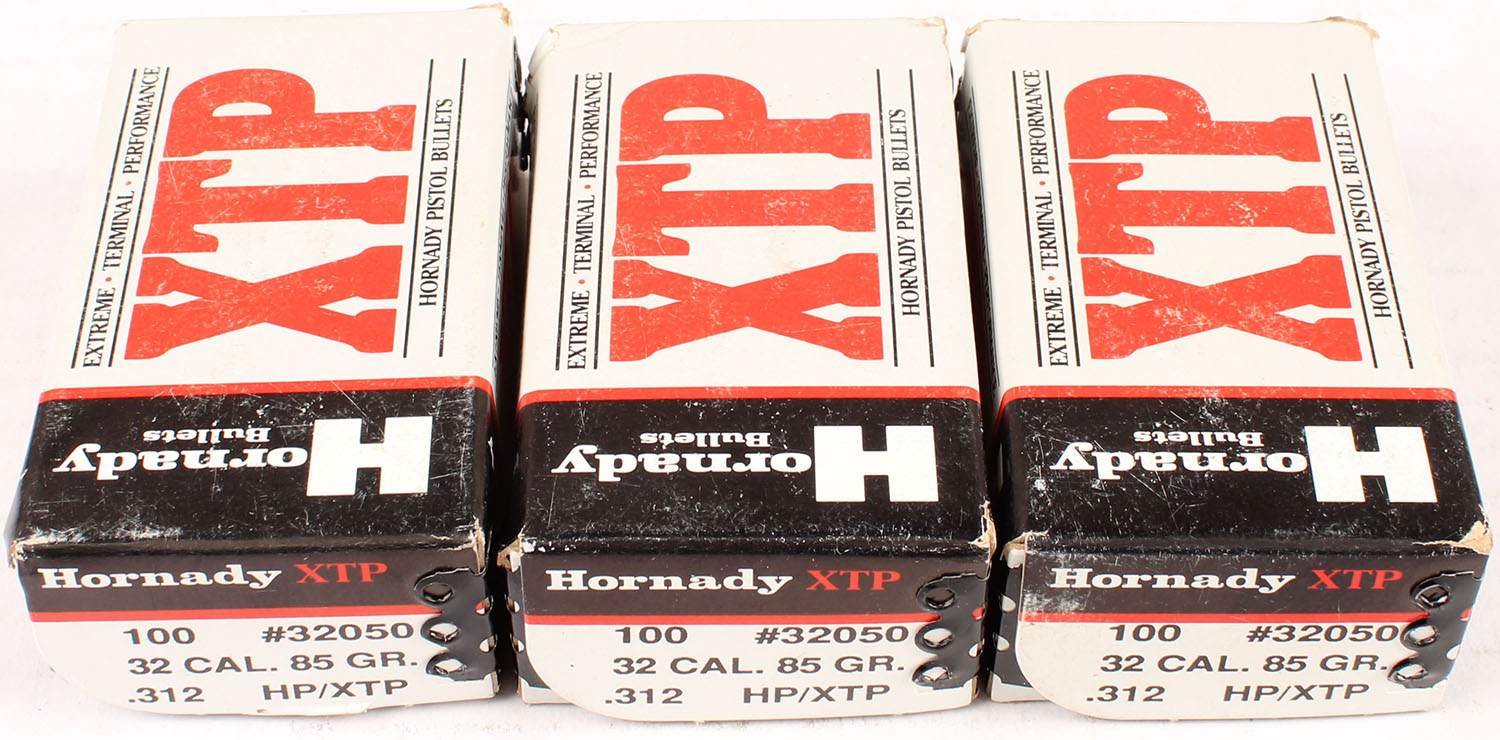 EXTREME • TERMINAL • PERFORMANCE
XTP
HORNADY PISTOL BULLETS
Hornady
Bullets
Hornady XTP
100 #32050
32 CAL. 85 GR.
.312 HP/XTP
EXTREME • TERMINAL • PERFORMANCE
XTP
HORNADY PISTOL BULLETS
Hornady
Bullets
Hornady XTP
100 #32050
32 CAL. 85 GR.
.312 HP/XTP
EXTREME • TERMINAL • PERFORMANCE
XTP
HORNADY PISTOL BULLETS
Hornady
Bullets
Hornady XTP
100 #32050
32 CAL. 85 GR.
.312 HP/XTP